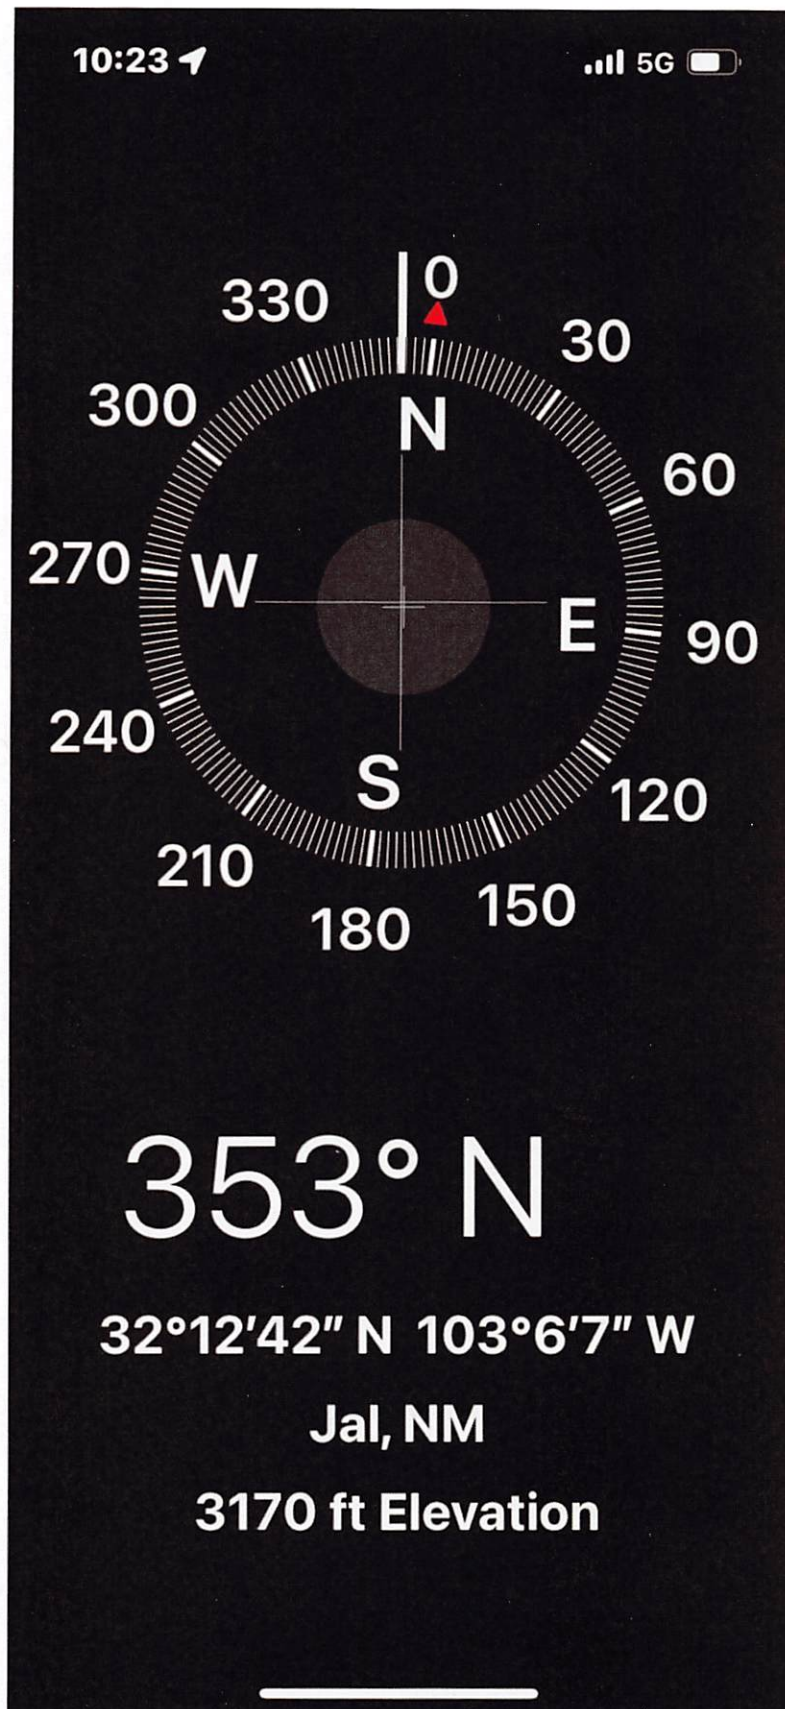 10:23 5G
0
330
30
300
N
60
270
W
E
90
240
S
120
210
150
180
353° N
32°12′42″ N 103°6′7″ W
Jal, NM
3170 ft Elevation